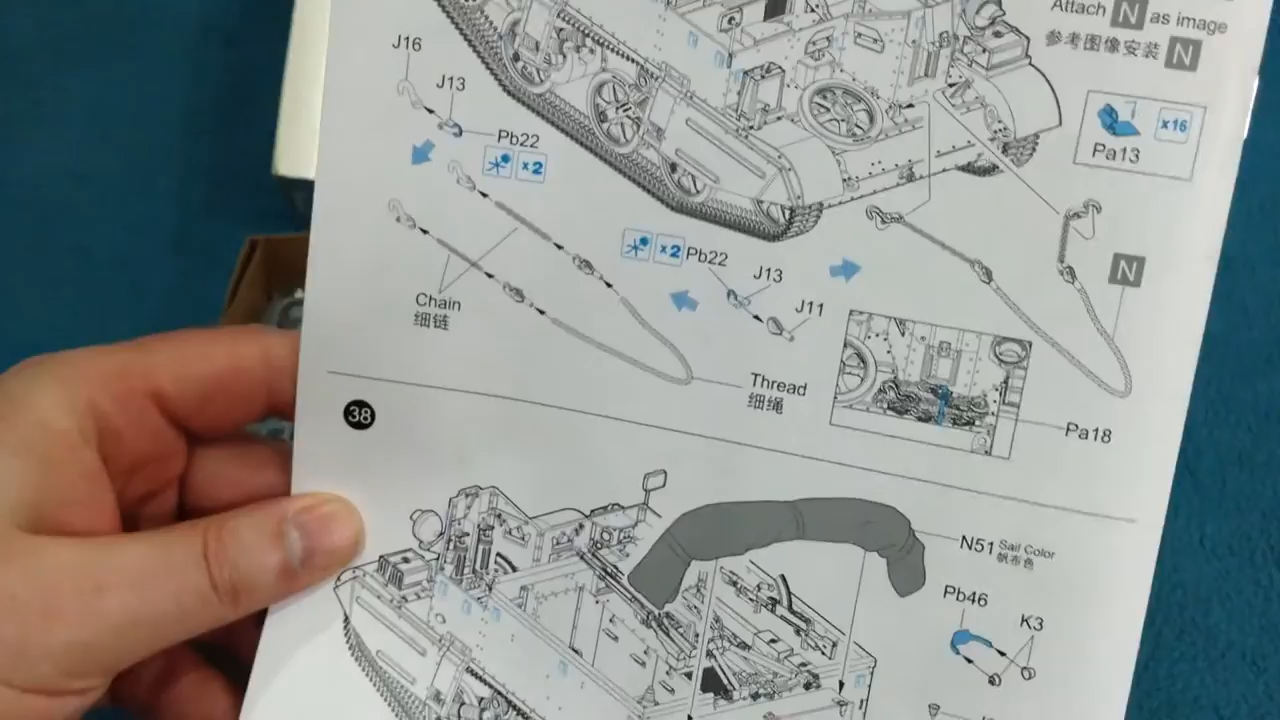 Attach N as image
参考图像安装 N
J16
J13
Pb22
x2
x16
Pa13
x2
Pb22
J13
J11
N
Chain
细链
Thread
细绳
Pa18
38
N51 Sail Color
帆布色
Pb46
K3